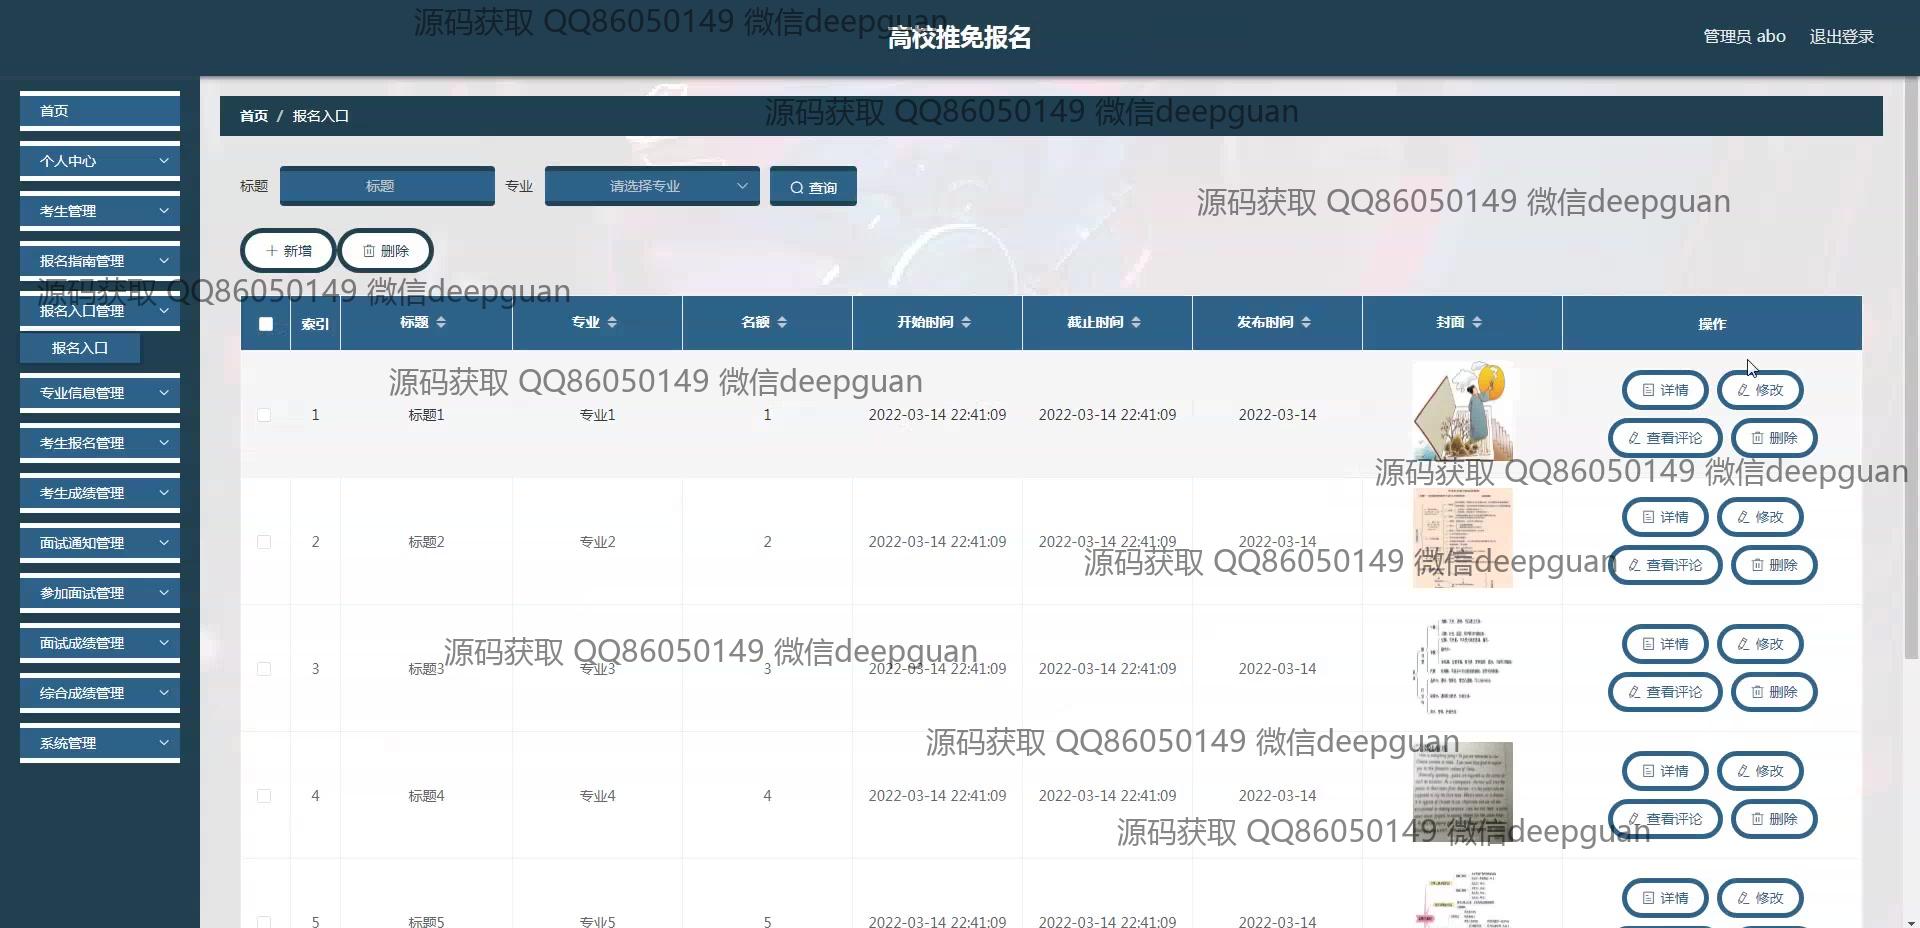 源码获取 QQ86050149 微信deepguan
高校推免报名
管理员 abo 退出登录
首页
个人中心
考生管理
报名指南管理
报名入口管理
报名入口
专业信息管理
考生报名管理
考生成绩管理
面试通知管理
参加面试管理
面试成绩管理
综合成绩管理
系统管理
首页 / 报名入口
源码获取 QQ86050149 微信deepguan
标题 标题 专业 请选择专业 查询
源码获取 QQ86050149 微信deepguan
新增 删除
源码获取 QQ86050149 微信deepguan
索引 标题 专业 名额 开始时间 截止时间 发布时间 封面 操作
源码获取 QQ86050149 微信deepguan
1 标题1 专业1 1 2022-03-14 22:41:09 2022-03-14 22:41:09 2022-03-14 详情 修改
查看评论 删除
源码获取 QQ86050149 微信deepguan
2 标题2 专业2 2 2022-03-14 22:41:09 2022-03-14 22:41:09 2022-03-14 详情 修改
查看评论 删除
源码获取 QQ86050149 微信deepguan
3 标题3 专业3 3 2022-03-14 22:41:09 2022-03-14 22:41:09 2022-03-14 详情 修改
查看评论 删除
源码获取 QQ86050149 微信deepguan
源码获取 QQ86050149 微信deepguan
4 标题4 专业4 4 2022-03-14 22:41:09 2022-03-14 22:41:09 2022-03-14 详情 修改
查看评论 删除
源码获取 QQ86050149 微信deepguan
5 标题5 专业5 5 2022-03-14 22:41:09 2022-03-14 22:41:09 2022-03-14 详情 修改